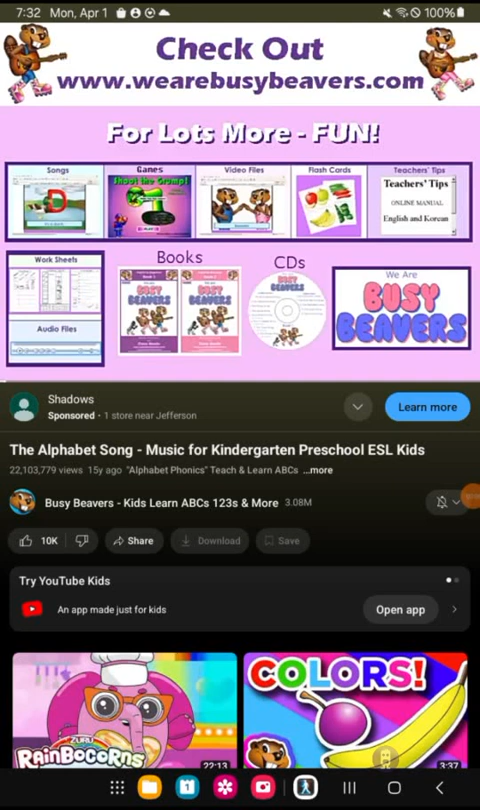 7:32 Mon, Apr 1
100%
Check Out
www.wearebusybeavers.com
For Lots More - FUN!
Songs
Games
Video Files
Flash Cards
Teachers' Tips
D
Shoot the Grump!
Teachers' Tips
ONLINE MANUAL
English and Korean
Work Sheets
Audio Files
Books
BUSY BEAVERS
BUSY BEAVERS
CDs
BUSY BEAVERS
We Are
BUSY
BEAVERS
Shadows
Sponsored · 1 store near Jefferson
Learn more
The Alphabet Song - Music for Kindergarten Preschool ESL Kids
22,103,779 views 15y ago "Alphabet Phonics" Teach & Learn ABCs ...more
Busy Beavers - Kids Learn ABCs 123s & More 3.08M
10K
Share
Download
Save
Try YouTube Kids
An app made just for kids
Open app
ZURU
RAINBOCORNS
22:13
COLORS!
3:37